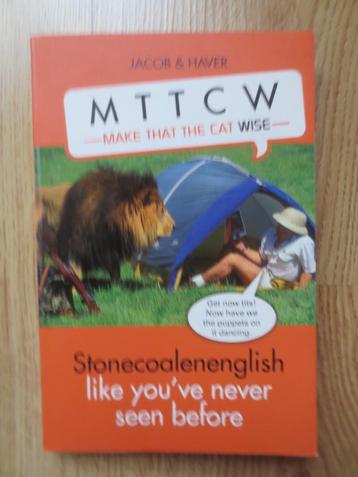 JACOB & HAVER
MTTCW
MAKE THAT THE CAT WISE
Get now tits!
Now have we
the puppets on
it dancing.
Stonecoalenenglish
like you've never
seen before